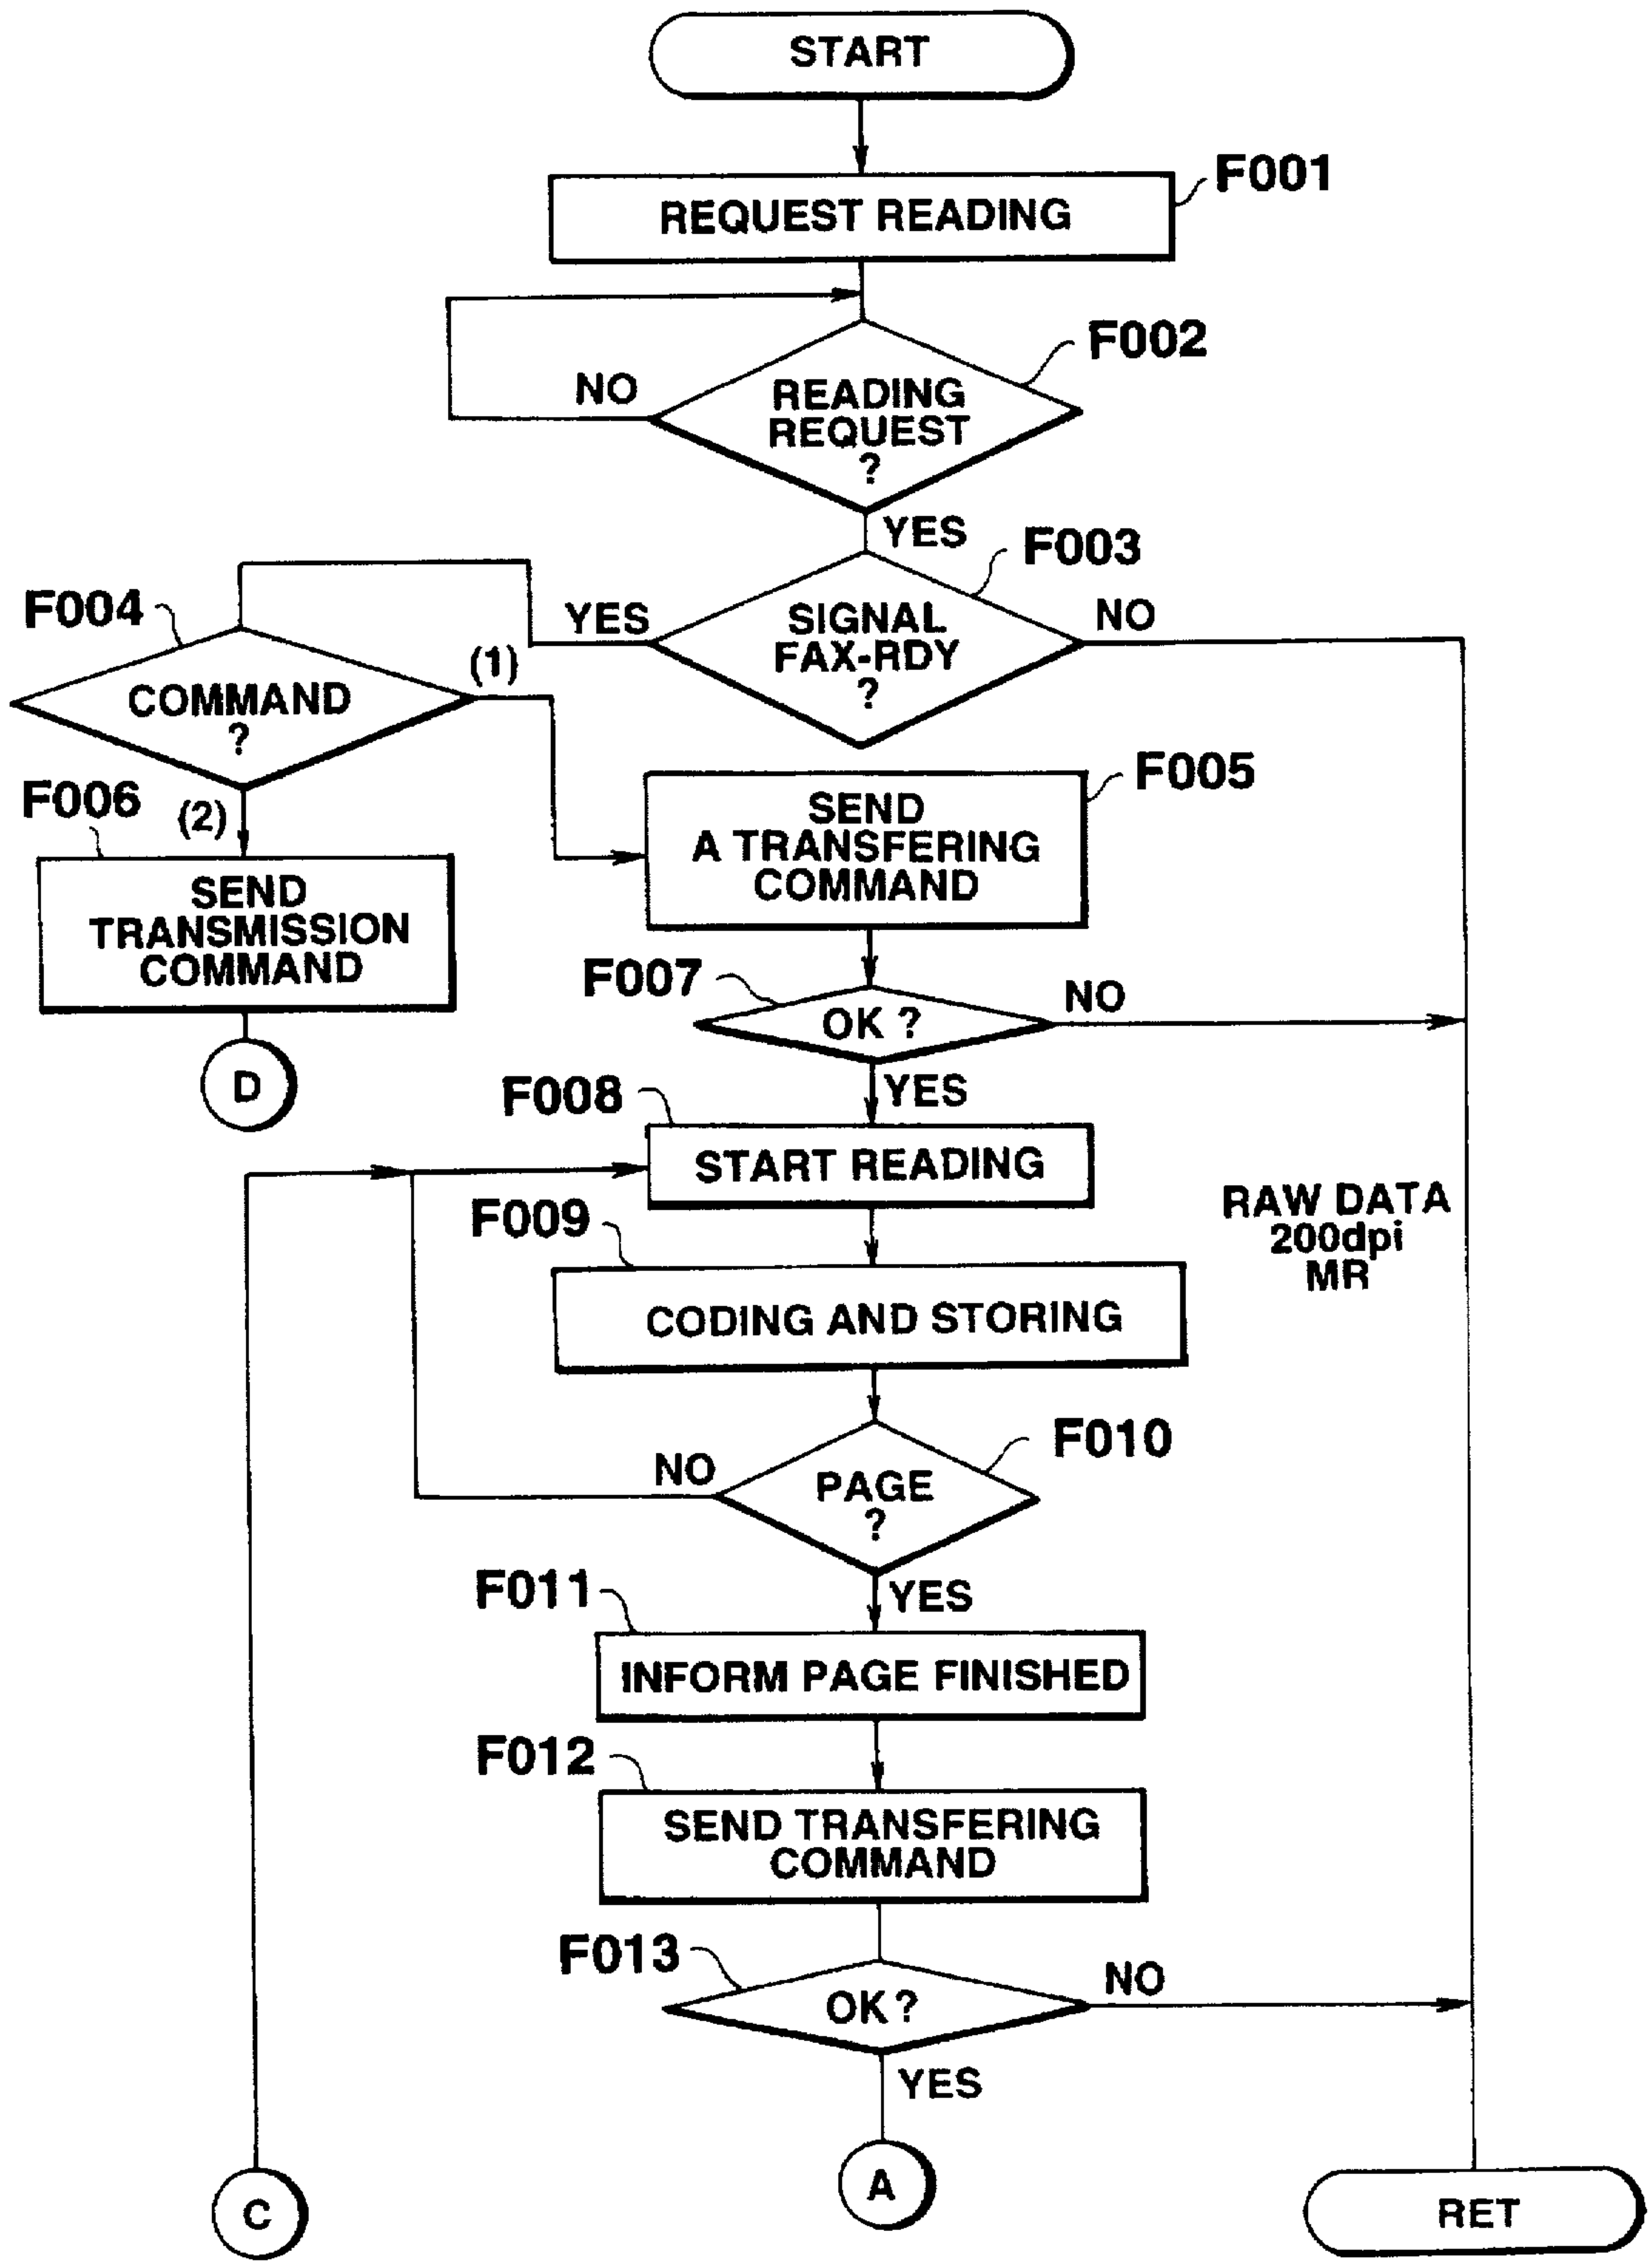 START
F001
REQUEST READING
F002
NO
READING
REQUEST
?
YES
F003
F004
YES
SIGNAL
FAX-RDY
?
NO
(1)
COMMAND
?
F005
SEND
A TRANSFERING
COMMAND
F006
(2)
SEND
TRANSMISSION
COMMAND
F007
OK ?
NO
D
YES
F008
START READING
RAW DATA
200dpi
MR
F009
CODING AND STORING
F010
NO
PAGE
?
YES
F011
INFORM PAGE FINISHED
F012
SEND TRANSFERING
COMMAND
F013
OK ?
NO
YES
C
A
RET